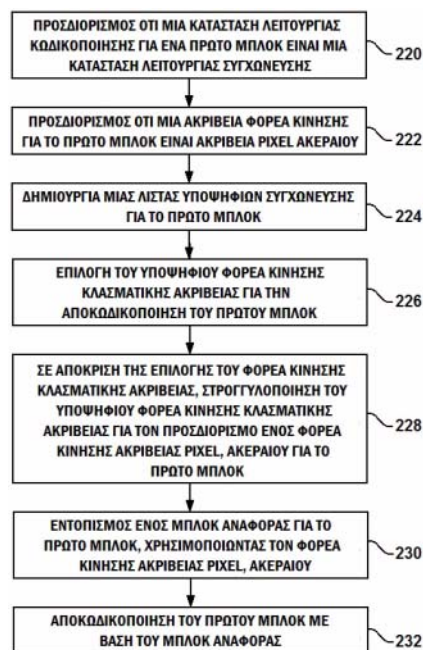 ΠΡΟΣΔΙΟΡΙΣΜΟΣ ΟΤΙ ΜΙΑ ΚΑΤΑΣΤΑΣΗ ΛΕΙΤΟΥΡΓΙΑΣ
ΚΩΔΙΚΟΠΟΙΗΣΗΣ ΓΙΑ ΕΝΑ ΠΡΩΤΟ ΜΠΛΟΚ ΕΙΝΑΙ ΜΙΑ
ΚΑΤΑΣΤΑΣΗ ΛΕΙΤΟΥΡΓΙΑΣ ΣΥΓΧΩΝΕΥΣΗΣ
220
ΠΡΟΣΔΙΟΡΙΣΜΟΣ ΟΤΙ ΜΙΑ ΑΚΡΙΒΕΙΑ ΦΟΡΕΑ ΚΙΝΗΣΗΣ
ΓΙΑ ΤΟ ΠΡΩΤΟ ΜΠΛΟΚ ΕΙΝΑΙ ΑΚΡΙΒΕΙΑ PIXEL ΑΚΕΡΑΙΟΥ
222
ΔΗΜΙΟΥΡΓΙΑ ΜΙΑΣ ΛΙΣΤΑΣ ΥΠΟΨΗΦΙΩΝ ΣΥΓΧΩΝΕΥΣΗΣ
ΓΙΑ ΤΟ ΠΡΩΤΟ ΜΠΛΟΚ
224
ΕΠΙΛΟΓΗ ΤΟΥ ΥΠΟΨΗΦΙΟΥ ΦΟΡΕΑ ΚΙΝΗΣΗΣ
ΚΛΑΣΜΑΤΙΚΗΣ ΑΚΡΙΒΕΙΑΣ ΓΙΑ ΤΗΝ
ΑΠΟΚΩΔΙΚΟΠΟΙΗΣΗ ΤΟΥ ΠΡΩΤΟΥ ΜΠΛΟΚ
226
ΣΕ ΑΠΟΚΡΙΣΗ ΤΗΣ ΕΠΙΛΟΓΗΣ ΤΟΥ ΦΟΡΕΑ ΚΙΝΗΣΗΣ
ΚΛΑΣΜΑΤΙΚΗΣ ΑΚΡΙΒΕΙΑΣ, ΣΤΡΟΓΓΥΛΟΠΟΙΗΣΗ ΤΟΥ
ΥΠΟΨΗΦΙΟΥ ΦΟΡΕΑ ΚΙΝΗΣΗΣ ΚΛΑΣΜΑΤΙΚΗΣ
ΑΚΡΙΒΕΙΑΣ ΓΙΑ ΤΟΝ ΠΡΟΣΔΙΟΡΙΣΜΟ ΕΝΟΣ ΦΟΡΕΑ
ΚΙΝΗΣΗΣ ΑΚΡΙΒΕΙΑΣ PIXEL, ΑΚΕΡΑΙΟΥ ΓΙΑ ΤΟ
ΠΡΩΤΟ ΜΠΛΟΚ
228
ΕΝΤΟΠΙΣΜΟΣ ΕΝΟΣ ΜΠΛΟΚ ΑΝΑΦΟΡΑΣ ΓΙΑ ΤΟ
ΠΡΩΤΟ ΜΠΛΟΚ, ΧΡΗΣΙΜΟΠΟΙΩΝΤΑΣ ΤΟΝ ΦΟΡΕΑ
ΚΙΝΗΣΗΣ ΑΚΡΙΒΕΙΑΣ PIXEL, ΑΚΕΡΑΙΟΥ
230
ΑΠΟΚΩΔΙΚΟΠΟΙΗΣΗ ΤΟΥ ΠΡΩΤΟΥ ΜΠΛΟΚ ΜΕ
ΒΑΣΗ ΤΟΥ ΜΠΛΟΚ ΑΝΑΦΟΡΑΣ
232